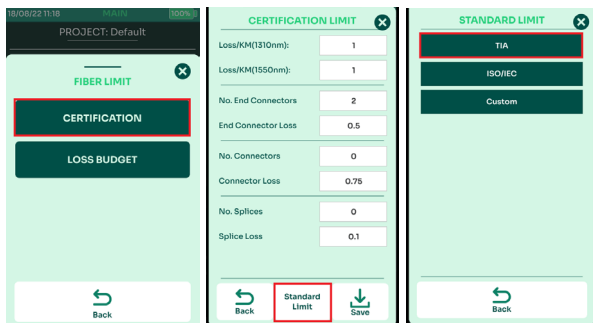 18/08/22 11:18 MAIN 100%
PROJECT: Default
FIBER LIMIT
CERTIFICATION
LOSS BUDGET
Back
CERTIFICATION LIMIT
Loss/KM(1310nm): 1
Loss/KM(1550nm): 1
No. End Connectors 2
End Connector Loss 0.5
No. Connectors 0
Connector Loss 0.75
No. Splices 0
Splice Loss 0.1
Back
Standard
Limit
Save
STANDARD LIMIT
TIA
ISO/IEC
Custom
Back